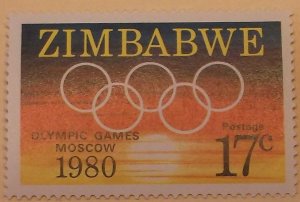 ZIMBABWE
OLYMPIC GAMES
MOSCOW
1980
Postage
17c